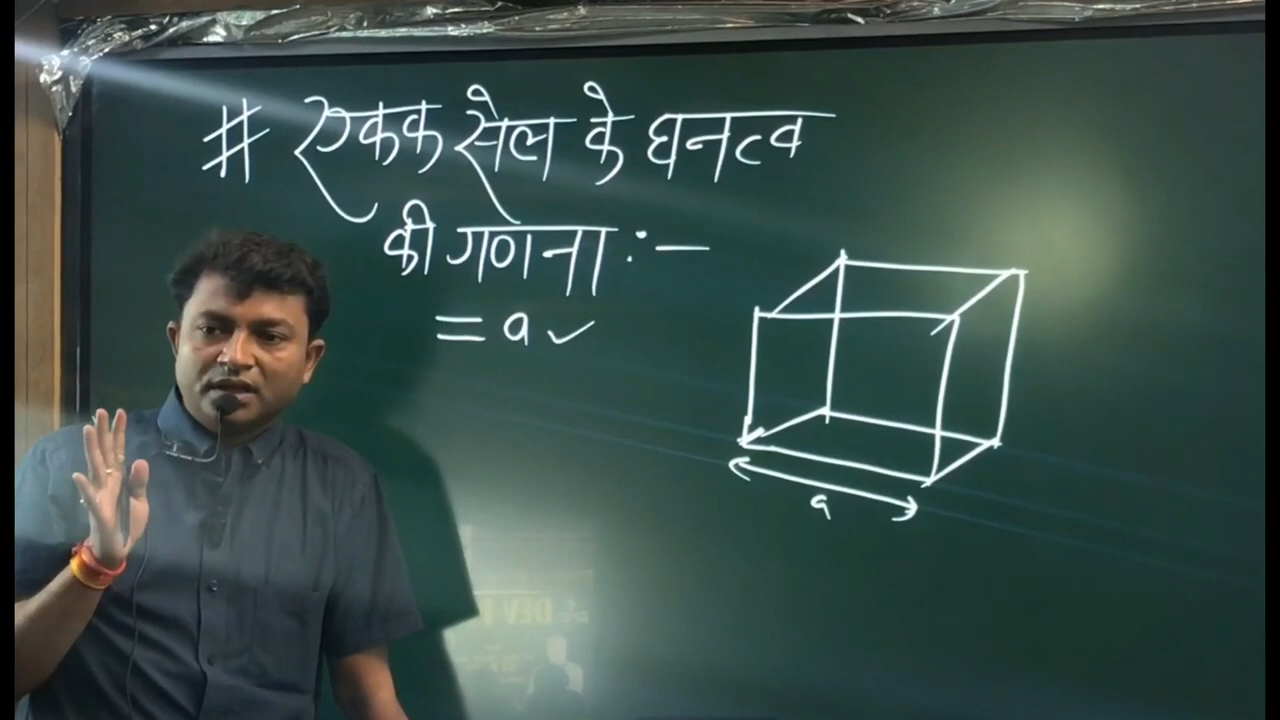 # एकक सेल के घनत्व
की गणना :-
= a ✓
a